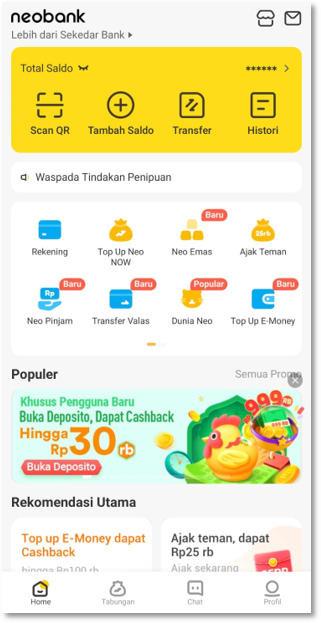 neobank
Lebih dari Sekedar Bank
Total Saldo
******
Scan QR
Tambah Saldo
Transfer
Histori
Waspada Tindakan Penipuan
Baru
25rb
Rekening
Top Up Neo NOW
Neo Emas
Ajak Teman
Baru
Baru
Popular
Baru
Rp
Neo Pinjam
Transfer Valas
Dunia Neo
Top Up E-Money
Populer
Semua Promo
Khusus Pengguna Baru
Buka Deposito, Dapat Cashback
Hingga
Rp30 rb
Buka Deposito
Rekomendasi Utama
Top up E-Money dapat
Cashback
hingga Rp100 rb
Ajak teman, dapat
Rp25 rb
Ajak sekarang
Home
Tabungan
Chat
Profil